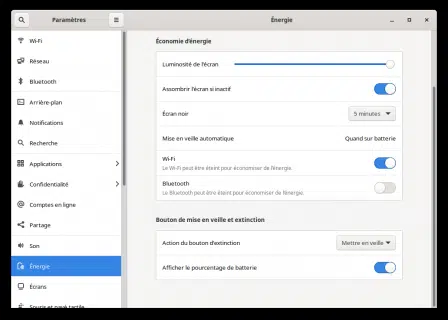 Paramètres
Énergie
Wi-Fi
Réseau
Bluetooth
Arrière-plan
Notifications
Recherche
Applications
Confidentialité
Comptes en ligne
Partage
Son
Énergie
Écrans
Souris et pavé tactile
Économie d'énergie
Luminosité de l'écran
Assombrir l'écran si inactif
Écran noir
5 minutes
Mise en veille automatique
Quand sur batterie
Wi-Fi
Le Wi-Fi peut être éteint pour économiser de l'énergie.
Bluetooth
Le Bluetooth peut être éteint pour économiser de l'énergie.
Bouton de mise en veille et extinction
Action du bouton d'extinction
Mettre en veille
Afficher le pourcentage de batterie